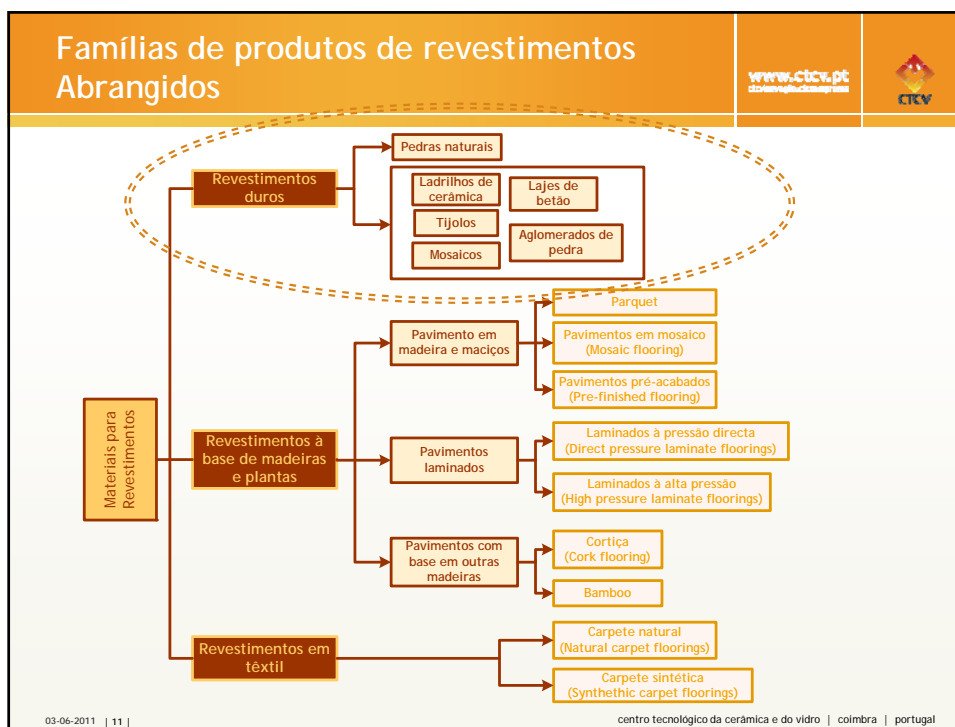 Famílias de produtos de revestimentos
Abrangidos
www.ctcv.pt
CTCV
Materiais para
Revestimentos
Revestimentos
duros
Pedras naturais
Ladrilhos de
cerâmica
Lajes de
betão
Tijolos
Aglomerados de
pedra
Mosaicos
Revestimentos à
base de madeiras
e plantas
Pavimento em
madeira e maciços
Parquet
Pavimentos em mosaico
(Mosaic flooring)
Pavimentos pré-acabados
(Pre-finished flooring)
Pavimentos
laminados
Laminados à pressão directa
(Direct pressure laminate floorings)
Laminados à alta pressão
(High pressure laminate floorings)
Pavimentos com
base em outras
madeiras
Cortiça
(Cork flooring)
Bamboo
Revestimentos em
têxtil
Carpete natural
(Natural carpet floorings)
Carpete sintética
(Synthethic carpet floorings)
03-06-2011 | 11 |
centro tecnológico da cerâmica e do vidro | coimbra | portugal